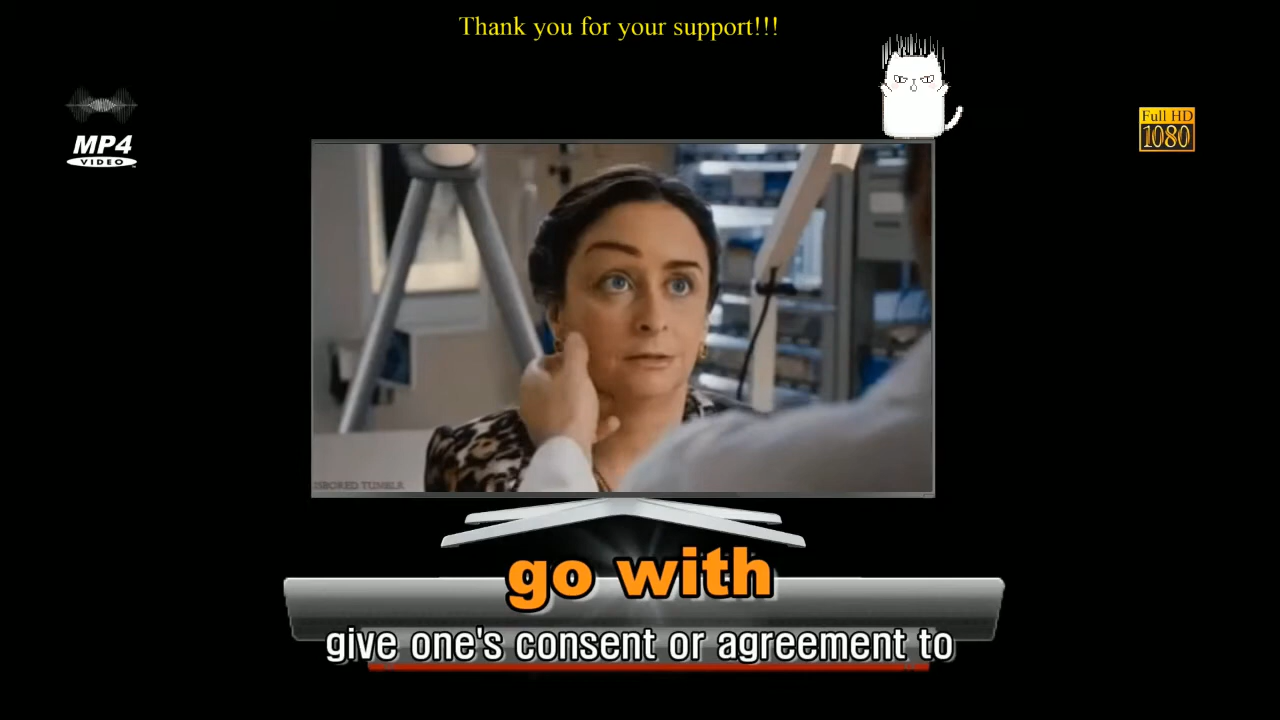 Thank you for your support!!!
MP4
VIDEO
Full HD
1080
go with
give one's consent or agreement to